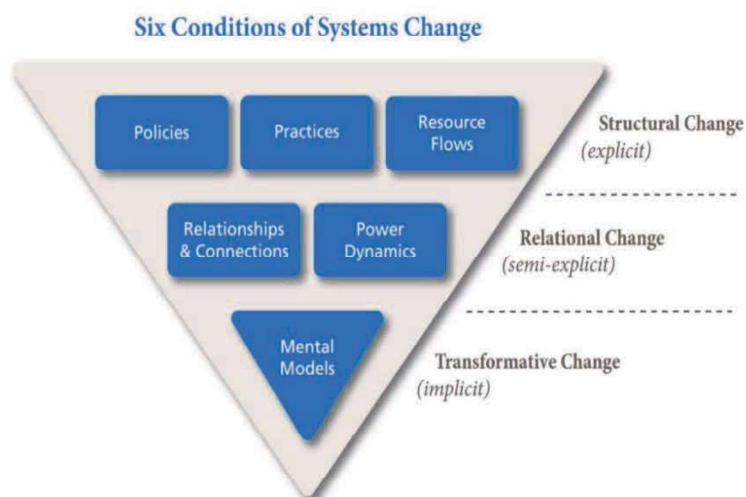 Six Conditions of Systems Change
Policies
Practices
Resource
Flows
Structural Change
(explicit)
Relationships
& Connections
Power
Dynamics
Relational Change
(semi-explicit)
Mental
Models
Transformative Change
(implicit)